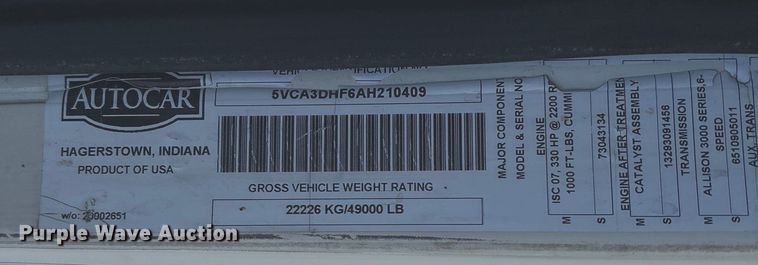 AUTOCAR
HAGERSTOWN, INDIANA
PRODUCT OF USA
w/o: 20002651
5VCA3DHF6AH210409
GROSS VEHICLE WEIGHT RATING
22226 KG/49000 LB
MAJOR COMPONENT
MODEL & SERIAL NO
ENGINE
ISC 07, 330 HP @ 2200 R
1000 FT-LBS, CUMMI
M
73043134
S
ENGINE AFTER TREATMEN
CATALYST ASSEMBLY
M
13293091456
S
TRANSMISSION
ALLISON 3000 SERIES,6-
SPEED
M
6510905011
S
AUX. TRANS
Purple Wave Auction